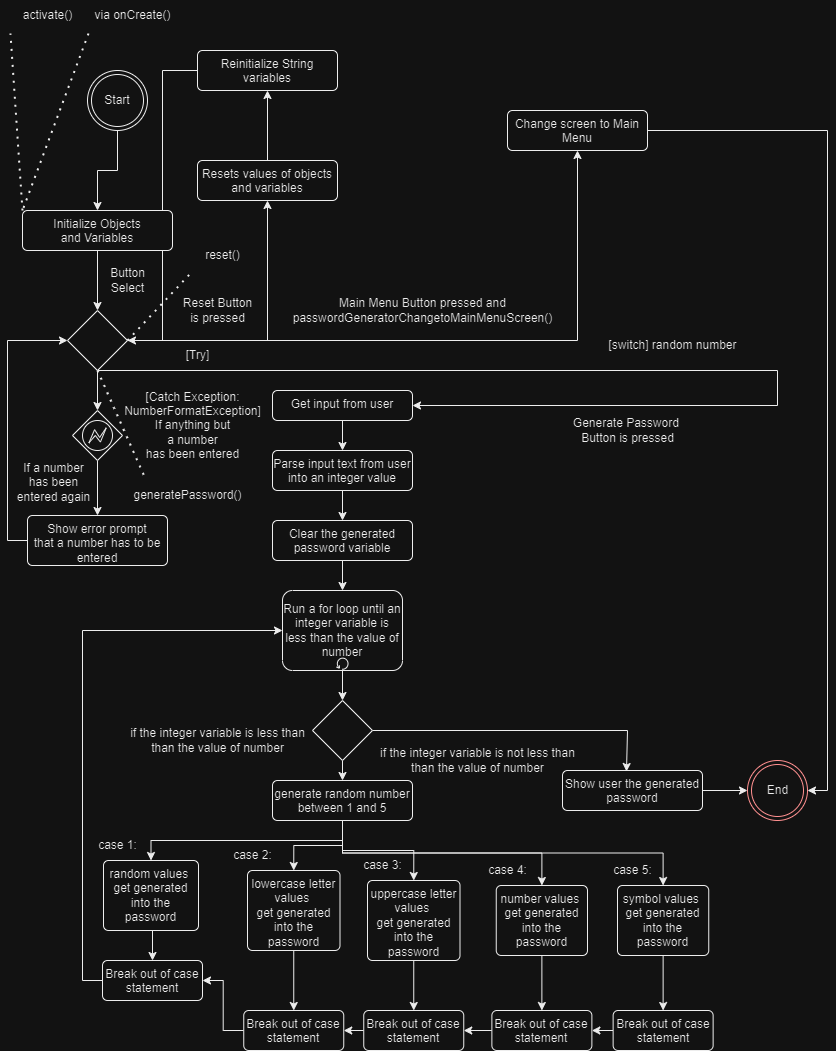 activate()
via onCreate()
Start
Reinitialize String
variables
Change screen to Main
Menu
Resets values of objects
and variables
Initialize Objects
and Variables
reset()
Button
Select
Reset Button
is pressed
Main Menu Button pressed and
passwordGeneratorChangetoMainMenuScreen()
[Try]
[switch] random number
[Catch Exception:
NumberFormatException]
If anything but
a number
has been entered
Get input from user
Generate Password
Button is pressed
If a number
has been
entered again
generatePassword()
Parse input text from user
into an integer value
Show error prompt
that a number has to be
entered
Clear the generated
password variable
Run a for loop until an
integer variable is
less than the value of
number
if the integer variable is less than
than the value of number
if the integer variable is not less than
than the value of number
generate random number
between 1 and 5
Show user the generated
password
End
case 1:
case 2:
case 3:
case 4:
case 5:
random values
get generated
into the
password
lowercase letter
values
get generated
into the
password
uppercase letter
values
get generated
into the
password
number values
get generated
into the
password
symbol values
get generated
into the
password
Break out of case
statement
Break out of case
statement
Break out of case
statement
Break out of case
statement
Break out of case
statement